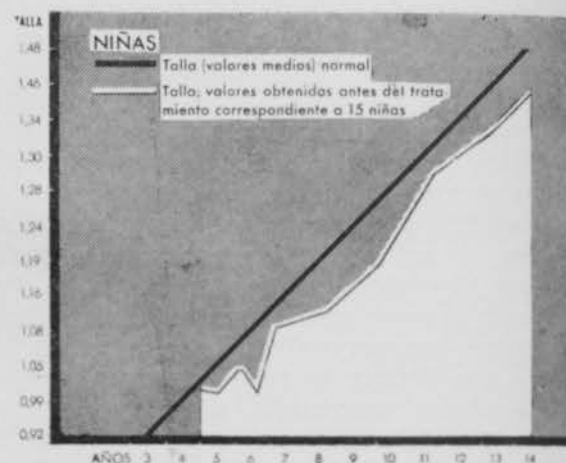 TALLA
NIÑAS
Talla (valores medios) normal
Talla; valores obtenidos antes del trata-
miento correspondiente a 15 niñas
1,48
1,46
1,34
1,30
1,28
1,24
1,19
1,16
1,08
1,05
0,99
0,92
AÑOS 3 4 5 6 7 8 9 10 11 12 13 14